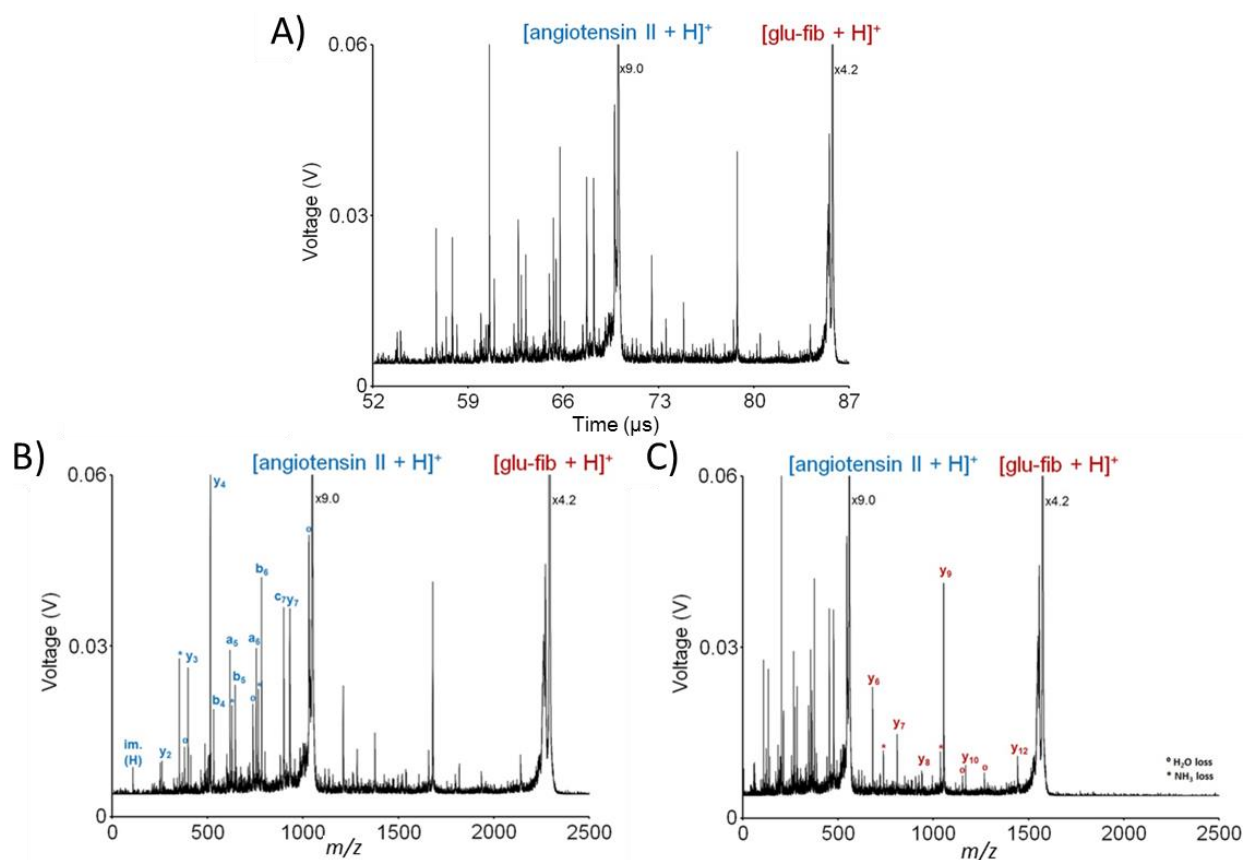 A)
[angiotensin II + H]⁺ [glu-fib + H]⁺
0.06
x9.0 x4.2
Voltage (V)
0.03
0
52 59 66 73 80 87
Time (µs)
B)
[angiotensin II + H]⁺ [glu-fib + H]⁺
0.06
y₄
x9.0 x4.2
o
b₆
c₇ y₇
Voltage (V)
0.03
* y₃
a₅ a₆
b₅
b₄ * o *
o
im.
(H)
y₂
0
0 500 1000 1500 2000 2500
m/z
C)
[angiotensin II + H]⁺ [glu-fib + H]⁺
0.06
x9.0 x4.2
y₉
Voltage (V)
0.03
y₆
y₇
* y₈ * y₁₀ y₁₂
o o
o H₂O loss
* NH₃ loss
0
0 500 1000 1500 2000 2500
m/z